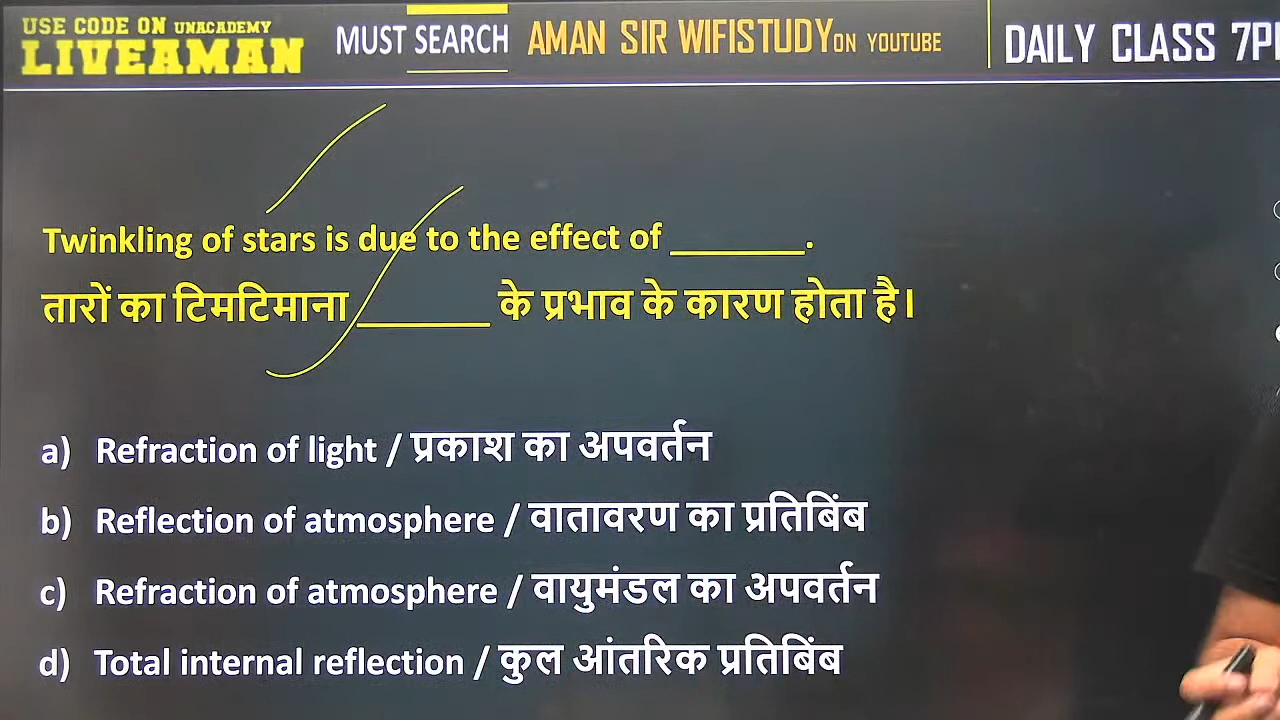 USE CODE ON UNACADEMY
LIVEAMAN
MUST SEARCH
AMAN SIR WIFISTUDY ON YOUTUBE
DAILY CLASS 7P
Twinkling of stars is due to the effect of ________.
तारों का टिमटिमाना ________ के प्रभाव के कारण होता है।
a) Refraction of light / प्रकाश का अपवर्तन
b) Reflection of atmosphere / वातावरण का प्रतिबिंब
c) Refraction of atmosphere / वायुमंडल का अपवर्तन
d) Total internal reflection / कुल आंतरिक प्रतिबिंब